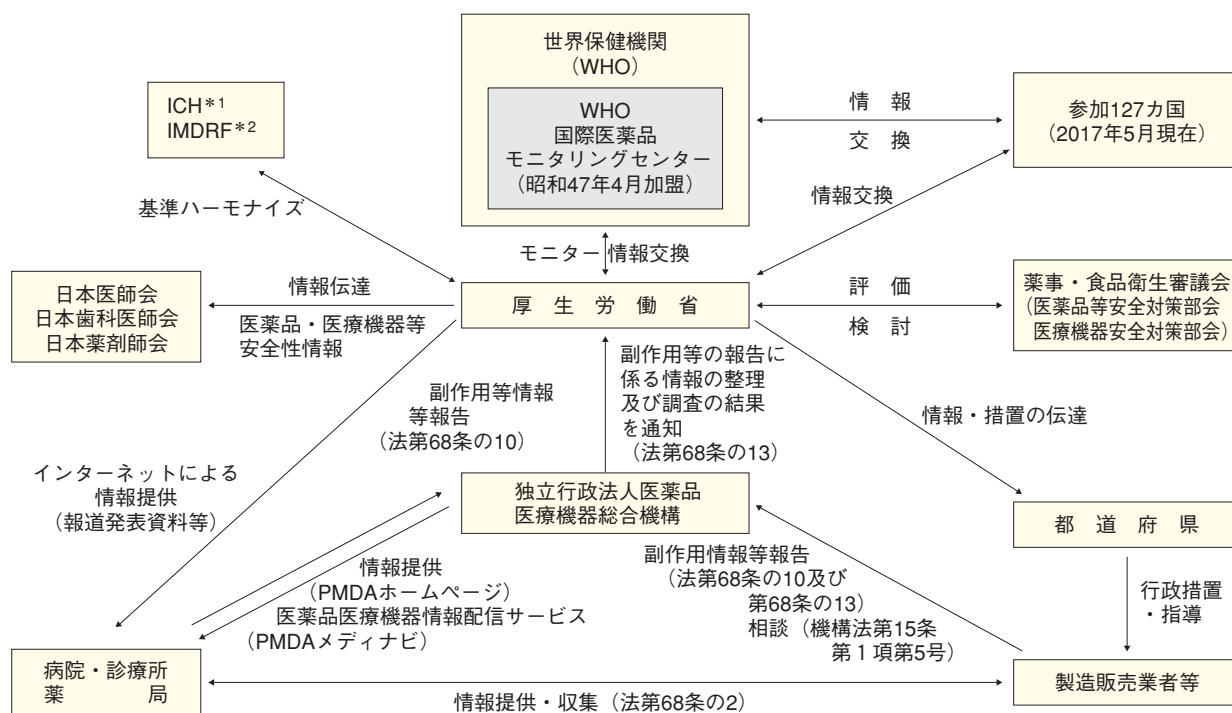 世界保健機関
（WHO）
WHO
国際医薬品
モニタリングセンター
（昭和47年4月加盟）
ICH＊1
IMDRF＊2
情　報
交　換
参加127カ国
（2017年5月現在）
基準ハーモナイズ
情報交換
モニター 情報交換
日本医師会
日本歯科医師会
日本薬剤師会
情報伝達
医薬品・医療機器等
安全性情報
厚　生　労　働　省
評　価
検　討
薬事・食品衛生審議会
（医薬品等安全対策部会
医療機器安全対策部会）
副作用等情報
等報告
（法第68条の10）
副作用等の報告に
係る情報の整理
及び調査の結果
を通知
（法第68条の13）
情報・措置の伝達
インターネットによる
情報提供
（報道発表資料等）
独立行政法人医薬品
医療機器総合機構
都　道　府　県
情報提供
（PMDAホームページ）
医薬品医療機器情報配信サービス
（PMDAメディナビ）
副作用情報等報告
（法第68条の10及び
第68条の13）
相談（機構法第15条
第１項第5号）
行政措置
・指導
病院・診療所
薬　　　局
情報提供・収集（法第68条の2）
製造販売業者等